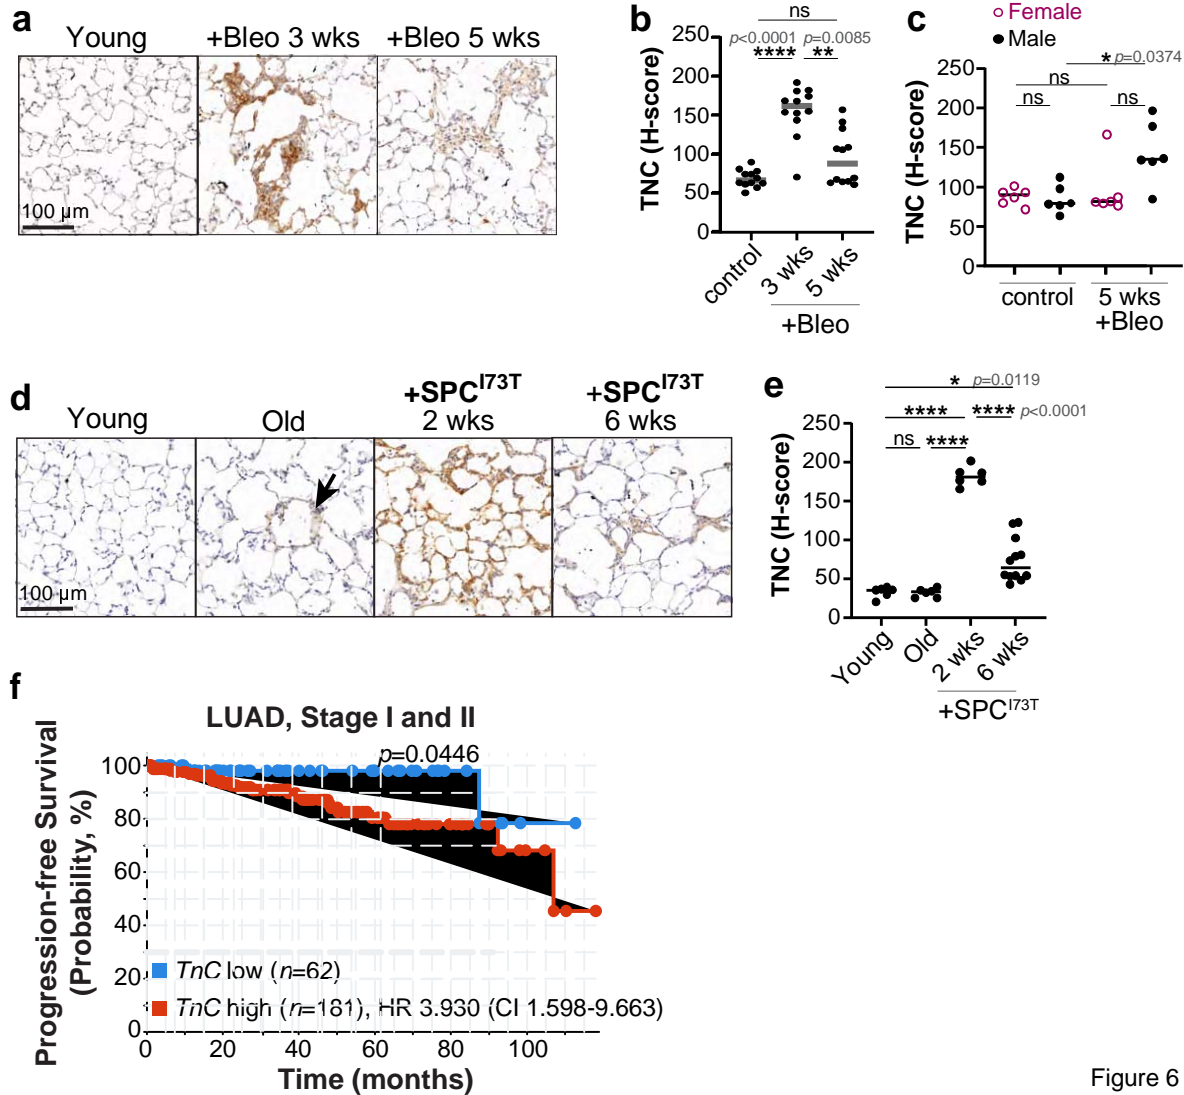 a
Young
+Bleo 3 wks
+Bleo 5 wks
100 µm
b
ns
p<0.0001 p=0.0085
**** **
TNC (H-score)
250
200
150
100
50
0
control
3 wks
5 wks
+Bleo
c
Female
Male
* p=0.0374
ns
ns
ns
TNC (H-score)
250
200
150
100
50
0
control
5 wks
+Bleo
d
Young
Old
+SPC^I73T
2 wks
+SPC^I73T
6 wks
100 µm
e
* p=0.0119
**** **** p<0.0001
ns ****
TNC (H-score)
250
200
150
100
50
0
Young
Old
2 wks
6 wks
+SPC^I73T
f
LUAD, Stage I and II
p=0.0446
Progression-free Survival
(Probability, %)
100
80
60
40
20
0
TnC low (n=62)
TnC high (n=181), HR 3.930 (CI 1.598-9.663)
0 20 40 60 80 100
Time (months)
Figure 6